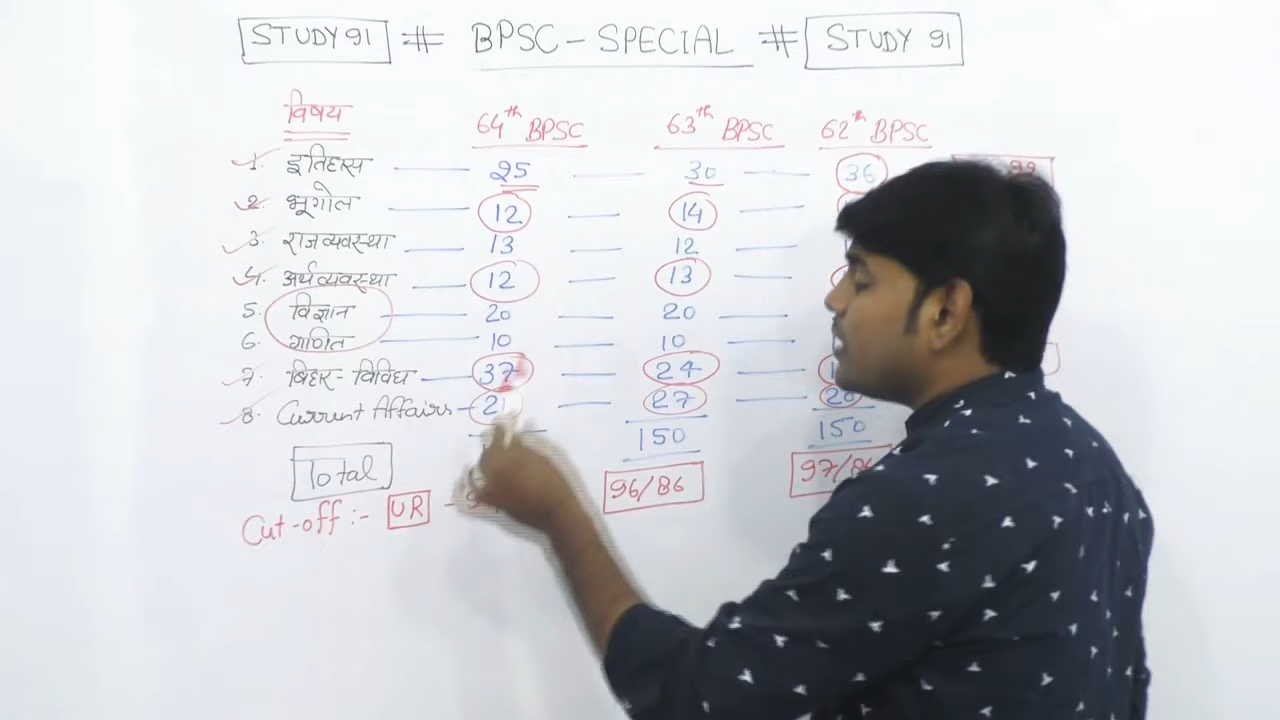 STUDY 91 # BPSC - SPECIAL # STUDY 91
विषय 64th BPSC 63th BPSC 62th BPSC
1. इतिहास 25 30 36 99
2. भूगोल 12 14
3. राजव्यवस्था 13 12
4. अर्थव्यवस्था 12 13
5. विज्ञान 20 20
6. गणित 10 10
7. बिहार - विविध 37 24
8. Current Affairs 27 20
150 150
Total
96/86
Cut-off :- UR -